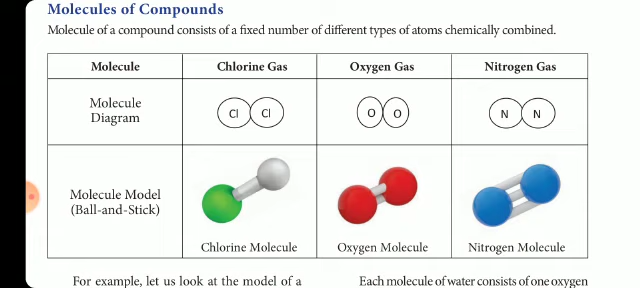 Molecules of Compounds
Molecule of a compound consists of a fixed number of different types of atoms chemically combined.
Molecule Chlorine Gas Oxygen Gas Nitrogen Gas
Molecule
Diagram
Cl Cl O O N N
Molecule Model
(Ball-and-Stick)
Chlorine Molecule Oxygen Molecule Nitrogen Molecule
For example, let us look at the model of a
Each molecule of water consists of one oxygen